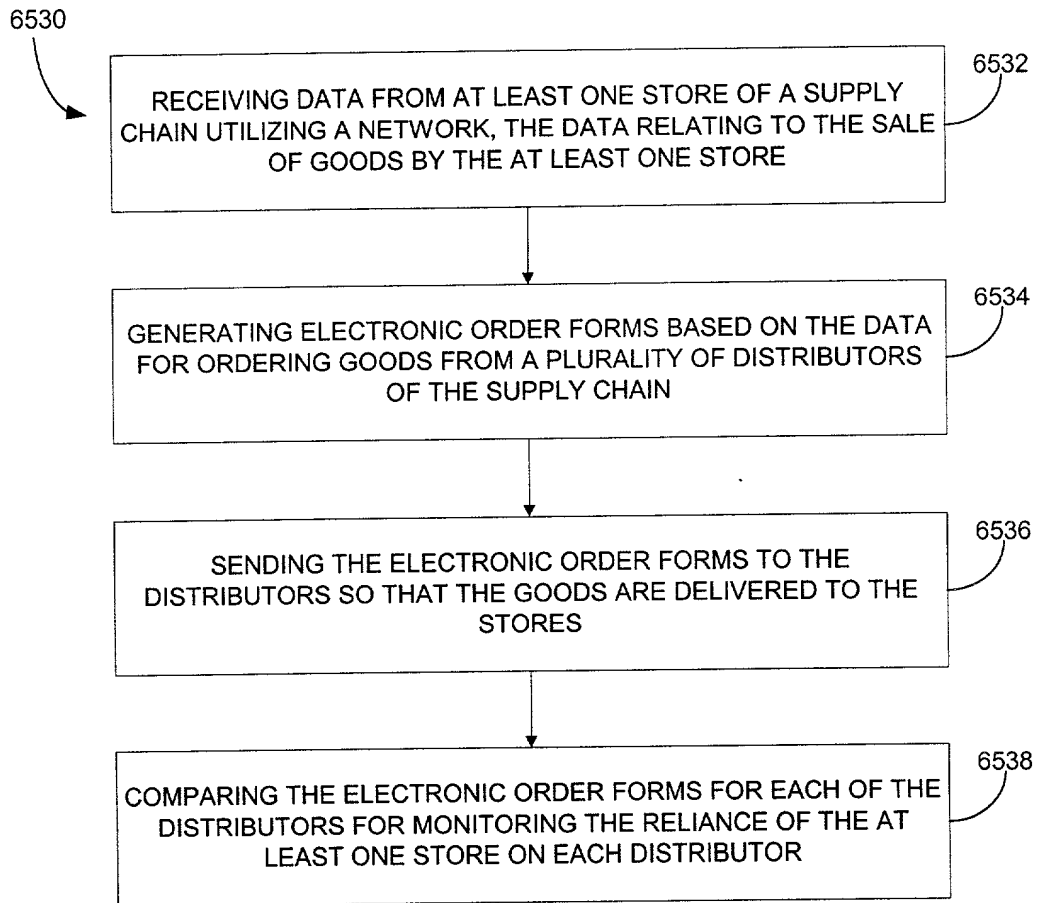 6530
6532
RECEIVING DATA FROM AT LEAST ONE STORE OF A SUPPLY
CHAIN UTILIZING A NETWORK, THE DATA RELATING TO THE SALE
OF GOODS BY THE AT LEAST ONE STORE
6534
GENERATING ELECTRONIC ORDER FORMS BASED ON THE DATA
FOR ORDERING GOODS FROM A PLURALITY OF DISTRIBUTORS
OF THE SUPPLY CHAIN
6536
SENDING THE ELECTRONIC ORDER FORMS TO THE
DISTRIBUTORS SO THAT THE GOODS ARE DELIVERED TO THE
STORES
6538
COMPARING THE ELECTRONIC ORDER FORMS FOR EACH OF THE
DISTRIBUTORS FOR MONITORING THE RELIANCE OF THE AT
LEAST ONE STORE ON EACH DISTRIBUTOR